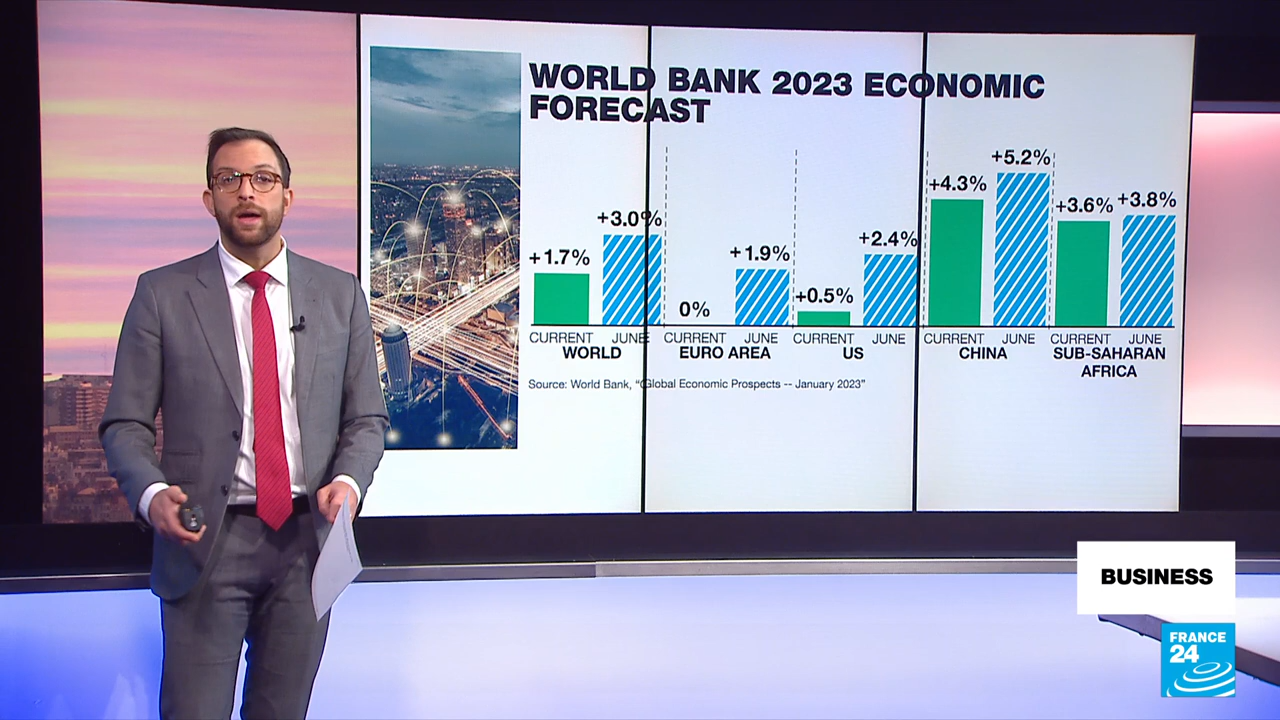 WORLD BANK 2023 ECONOMIC
FORECAST
+1.7%
+3.0%
0%
+1.9%
+0.5%
+2.4%
+4.3%
+5.2%
+3.6%
+3.8%
CURRENT JUNE CURRENT JUNE CURRENT JUNE CURRENT JUNE CURRENT JUNE
WORLD EURO AREA US CHINA SUB-SAHARAN
AFRICA
Source: World Bank, “Global Economic Prospects -- January 2023”
BUSINESS
FRANCE
24